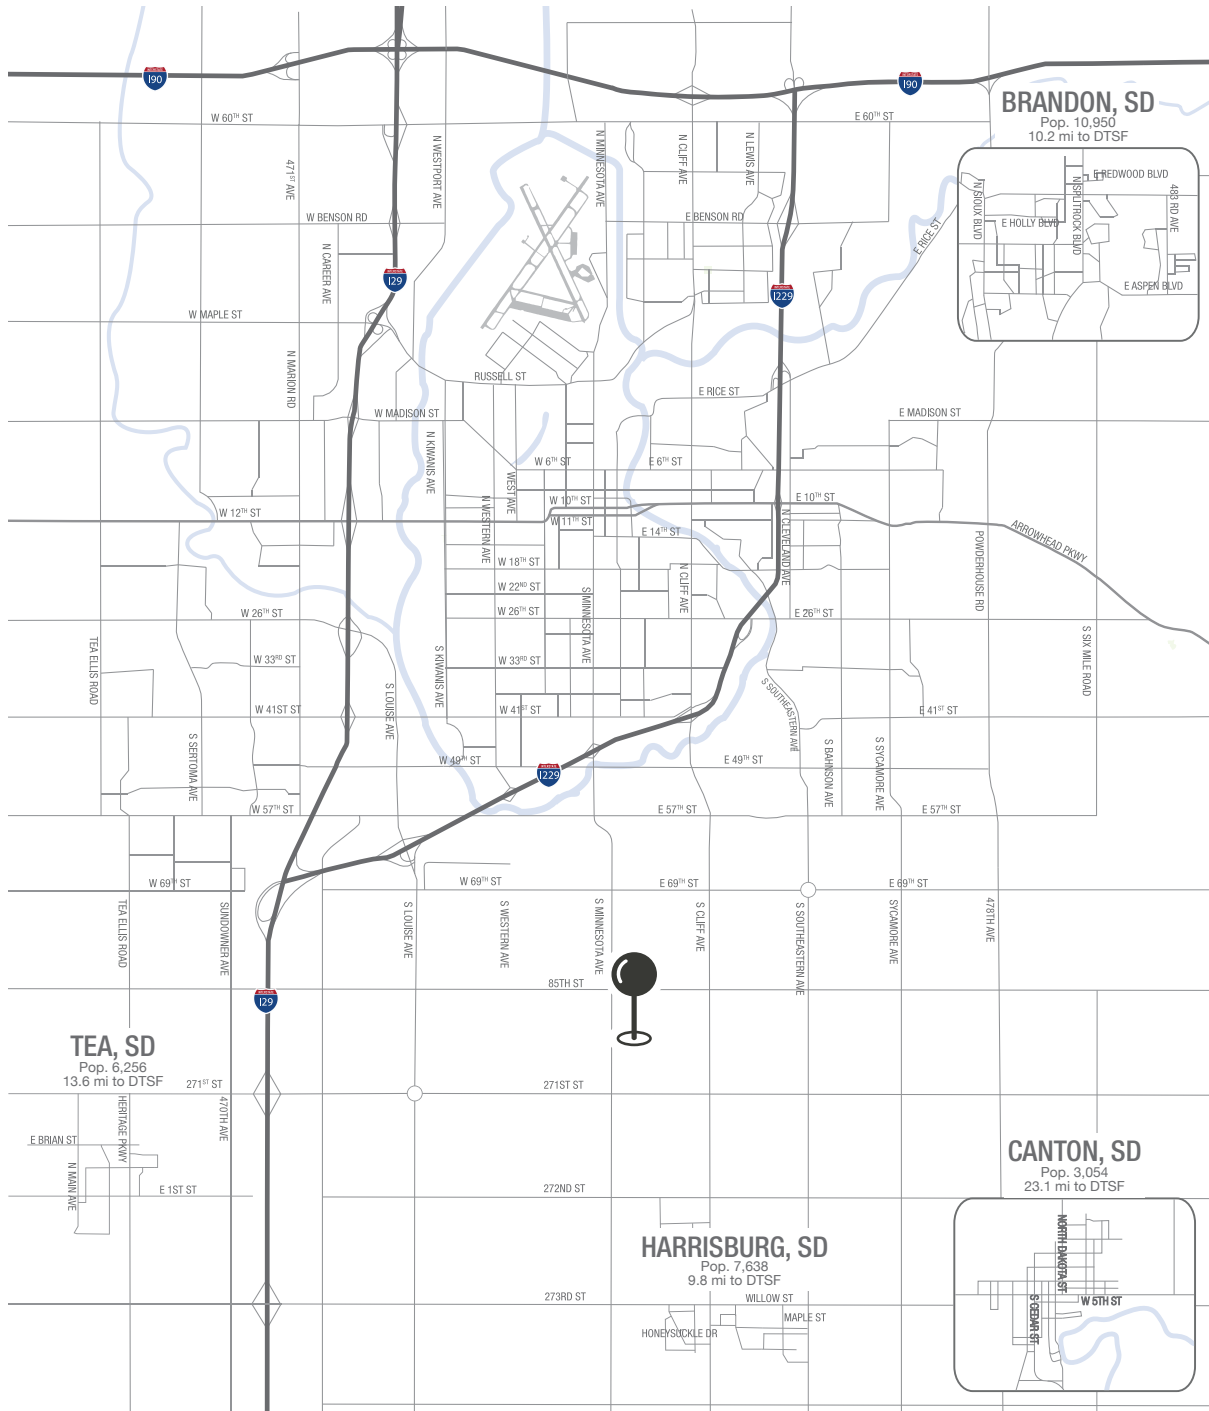 I90
I90
BRANDON, SD
Pop. 10,950
10.2 mi to DTSF
W 60TH ST
E 60TH ST
N WESTPORT AVE
N MINNESOTA AVE
N CLIFF AVE
N LEWIS AVE
471ST AVE
E REDWOOD BLVD
N SIOUX BLVD
N SPLITROCK BLVD
483 RD AVE
E HOLLY BLVD
E ASPEN BLVD
W BENSON RD
E BENSON RD
E RICE ST
N CAREER AVE
I29
I229
W MAPLE ST
N MARION RD
RUSSELL ST
E RICE ST
W MADISON ST
E MADISON ST
N KIWANIS AVE
W 6TH ST
E 6TH ST
WEST AVE
W 10TH ST
E 10TH ST
W 12TH ST
N WESTERN AVE
W 11TH ST
E 14TH ST
N CLEVELAND AVE
ARROWHEAD PKWY
POWDERHOUSE RD
W 18TH ST
N CLIFF AVE
W 22ND ST
S MINNESOTA AVE
W 26TH ST
W 26TH ST
E 26TH ST
TEA ELLIS ROAD
S SIX MILE ROAD
W 33RD ST
W 33RD ST
S KIWANIS AVE
S LOUISE AVE
S SOUTHEASTERN AVE
W 41ST ST
W 41ST ST
E 41ST ST
S SERTOMA AVE
S BAHNSON AVE
S SYCAMORE AVE
W 49TH ST
E 49TH ST
I229
W 57TH ST
E 57TH ST
E 57TH ST
W 69TH ST
W 69TH ST
E 69TH ST
E 69TH ST
TEA ELLIS ROAD
SUNDOWNER AVE
S LOUISE AVE
S WESTERN AVE
S MINNESOTA AVE
S CLIFF AVE
S SOUTHEASTERN AVE
SYCAMORE AVE
478TH AVE
85TH ST
I29
TEA, SD
Pop. 6,256
13.6 mi to DTSF
271ST ST
271ST ST
HERITAGE PKWY
470TH AVE
E BRIAN ST
N MAIN AVE
E 1ST ST
272ND ST
CANTON, SD
Pop. 3,054
23.1 mi to DTSF
HARRISBURG, SD
Pop. 7,638
9.8 mi to DTSF
NORTH DAKOTA ST
S CEDAR ST
W 5TH ST
273RD ST
WILLOW ST
MAPLE ST
HONEYSUCKLE DR